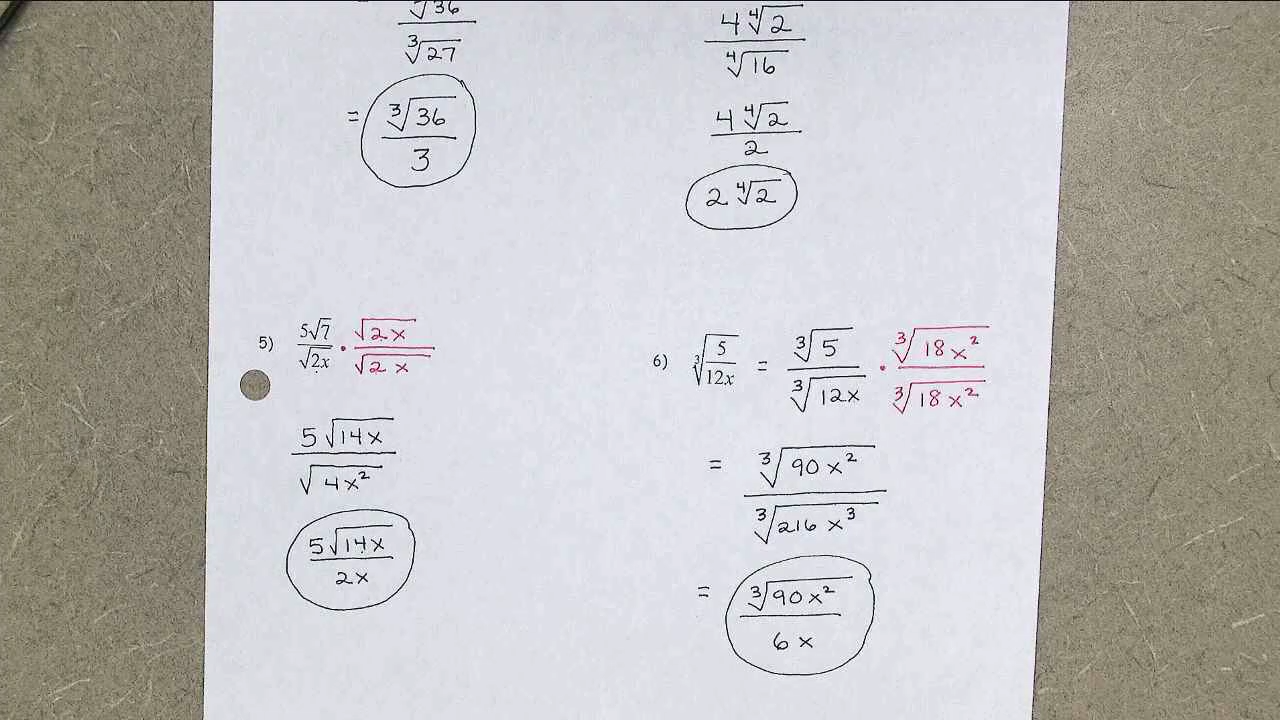 √36 / ∛27
= ∛36 / 3
4 ∜2 / ∜16
4 ∜2 / 2
2 ∜2
5) 5√7 / √2x · √2x / √2x
5√14x / √4x²
5√14x / 2x
6) ∛(5 / 12x) = ∛5 / ∛12x · ∛18x² / ∛18x²
= ∛90x² / ∛216x³
= ∛90x² / 6x